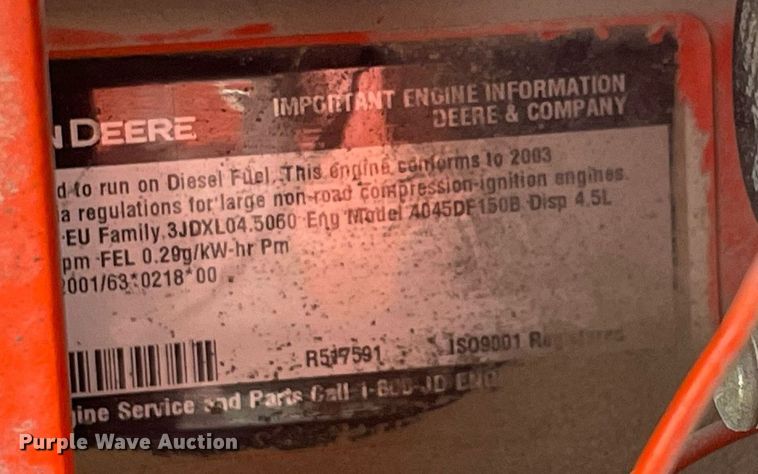 IMPORTANT ENGINE INFORMATION
DEERE & COMPANY
N DEERE
d to run on Diesel Fuel. This engine conforms to 2003
a regulations for large non-road compression-ignition engines.
EU Family 3JDXL04.5060 Eng Model 4045DF150B Disp 4.5L
pm FEL 0.29g/kW-hr Pm
2001/63*0218*00
R517591 ISO9001 Registered
gine Service and Parts Call 1-800-JD ENG
Purple Wave Auction